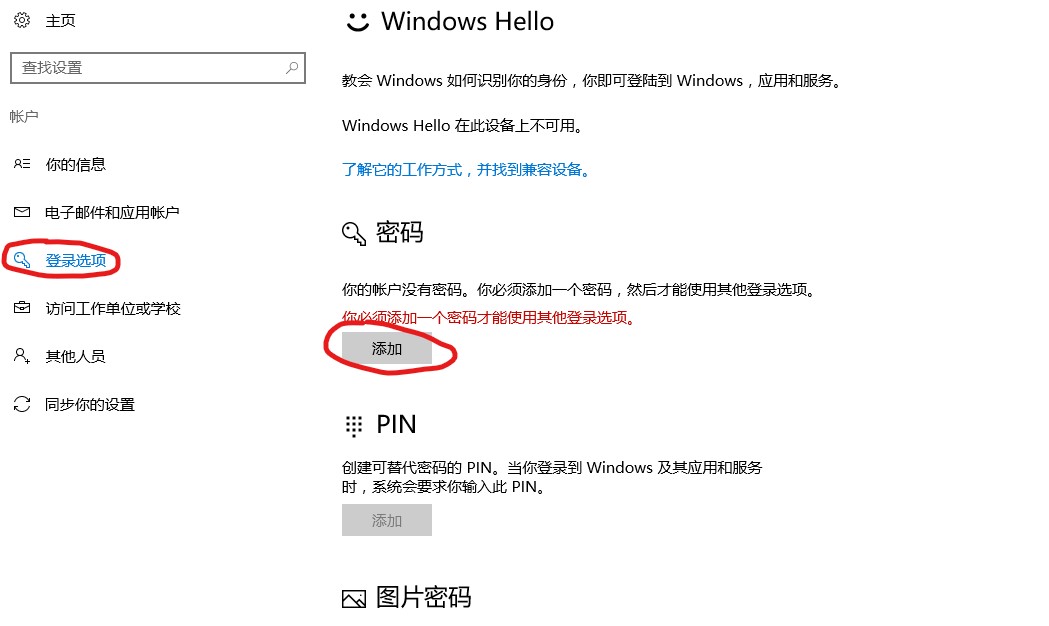 主页
查找设置
帐户
你的信息
电子邮件和应用帐户
登录选项
访问工作单位或学校
其他人员
同步你的设置
Windows Hello
教会 Windows 如何识别你的身份，你即可登陆到 Windows，应用和服务。
Windows Hello 在此设备上不可用。
了解它的工作方式，并找到兼容设备。
密码
你的帐户没有密码。你必须添加一个密码，然后才能使用其他登录选项。
你必须添加一个密码才能使用其他登录选项。
添加
PIN
创建可替代密码的 PIN。当你登录到 Windows 及其应用和服务
时，系统会要求你输入此 PIN。
添加
图片密码